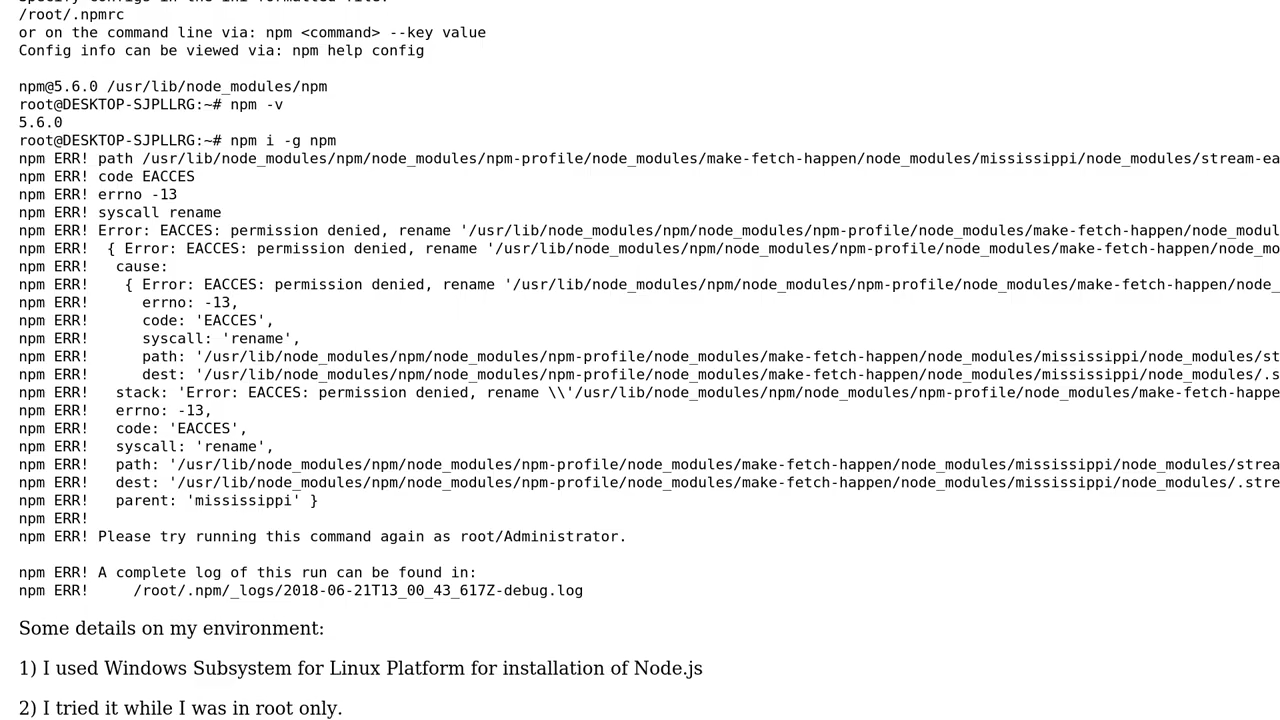 Specify configs in the ini-formatted file:
/root/.npmrc
or on the command line via: npm <command> --key value
Config info can be viewed via: npm help config
npm@5.6.0 /usr/lib/node_modules/npm
root@DESKTOP-SJPLLRG:~# npm -v
5.6.0
root@DESKTOP-SJPLLRG:~# npm i -g npm
npm ERR! path /usr/lib/node_modules/npm/node_modules/npm-profile/node_modules/make-fetch-happen/node_modules/mississippi/node_modules/stream-ea
npm ERR! code EACCES
npm ERR! errno -13
npm ERR! syscall rename
npm ERR! Error: EACCES: permission denied, rename '/usr/lib/node_modules/npm/node_modules/npm-profile/node_modules/make-fetch-happen/node_modul
npm ERR!  { Error: EACCES: permission denied, rename '/usr/lib/node_modules/npm/node_modules/npm-profile/node_modules/make-fetch-happen/node_mo
npm ERR!   cause:
npm ERR!    { Error: EACCES: permission denied, rename '/usr/lib/node_modules/npm/node_modules/npm-profile/node_modules/make-fetch-happen/node_
npm ERR!      errno: -13,
npm ERR!      code: 'EACCES',
npm ERR!      syscall: 'rename',
npm ERR!      path: '/usr/lib/node_modules/npm/node_modules/npm-profile/node_modules/make-fetch-happen/node_modules/mississippi/node_modules/st
npm ERR!      dest: '/usr/lib/node_modules/npm/node_modules/npm-profile/node_modules/make-fetch-happen/node_modules/mississippi/node_modules/.s
npm ERR!   stack: 'Error: EACCES: permission denied, rename \\'/usr/lib/node_modules/npm/node_modules/npm-profile/node_modules/make-fetch-happe
npm ERR!   errno: -13,
npm ERR!   code: 'EACCES',
npm ERR!   syscall: 'rename',
npm ERR!   path: '/usr/lib/node_modules/npm/node_modules/npm-profile/node_modules/make-fetch-happen/node_modules/mississippi/node_modules/strea
npm ERR!   dest: '/usr/lib/node_modules/npm/node_modules/npm-profile/node_modules/make-fetch-happen/node_modules/mississippi/node_modules/.stre
npm ERR!   parent: 'mississippi' }
npm ERR!
npm ERR! Please try running this command again as root/Administrator.
npm ERR! A complete log of this run can be found in:
npm ERR!     /root/.npm/_logs/2018-06-21T13_00_43_617Z-debug.log
Some details on my environment:
1) I used Windows Subsystem for Linux Platform for installation of Node.js
2) I tried it while I was in root only.